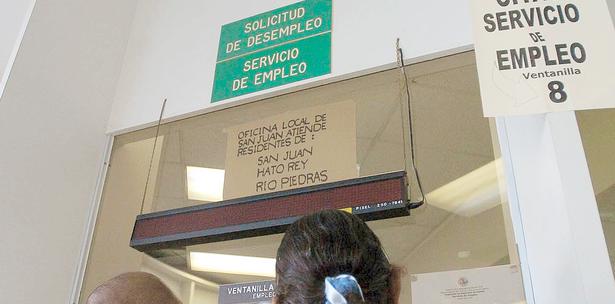 SOLICITUD
DE DESEMPLEO
SERVICIO
DE EMPLEO
SERVICIO
DE
EMPLEO
Ventanilla
8
OFICINA LOCAL DE
SAN JUAN ATIENDE
RESIDENTES DE :
SAN JUAN
HATO REY
RIO PIEDRAS
VENTANILLA
EMPLEO